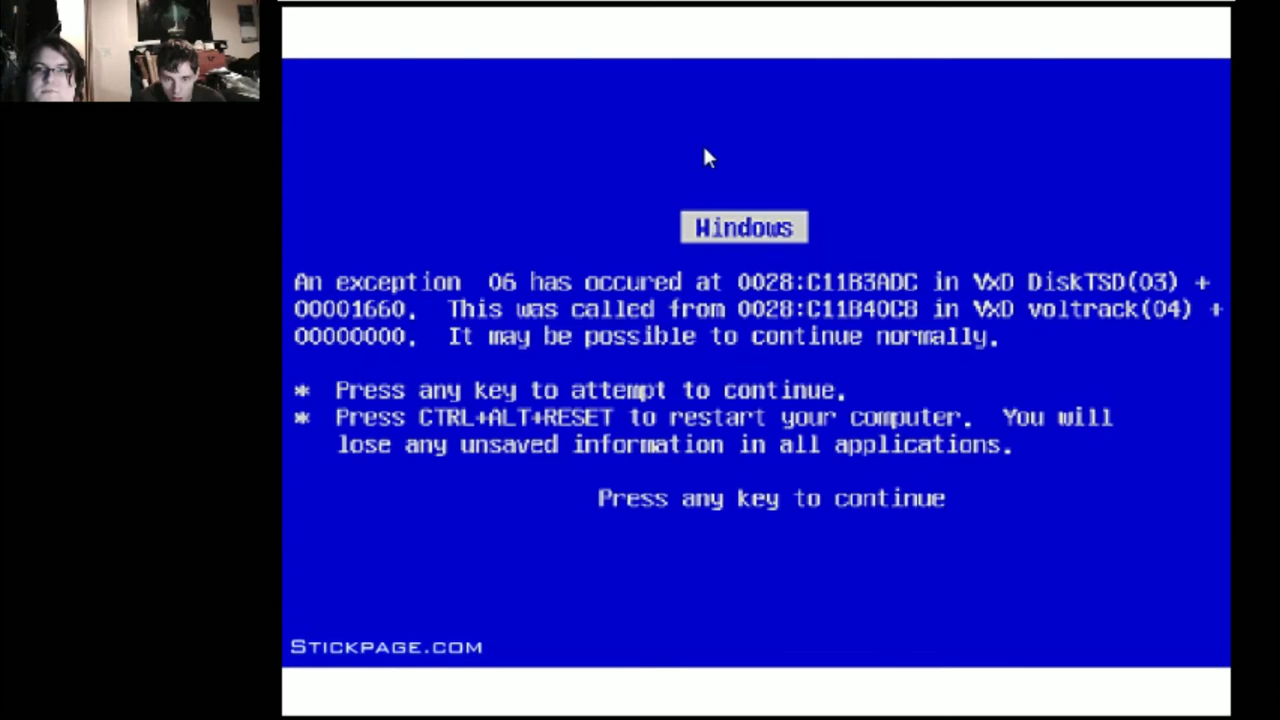 Windows
An exception 06 has occured at 0028:C11B3ADC in VxD DiskTSD(03) +
00001660. This was called from 0028:C11B40C8 in VxD voltrack(04) +
00000000. It may be possible to continue normally.
* Press any key to attempt to continue.
* Press CTRL+ALT+RESET to restart your computer. You will
lose any unsaved information in all applications.
Press any key to continue
STICKPAGE.COM